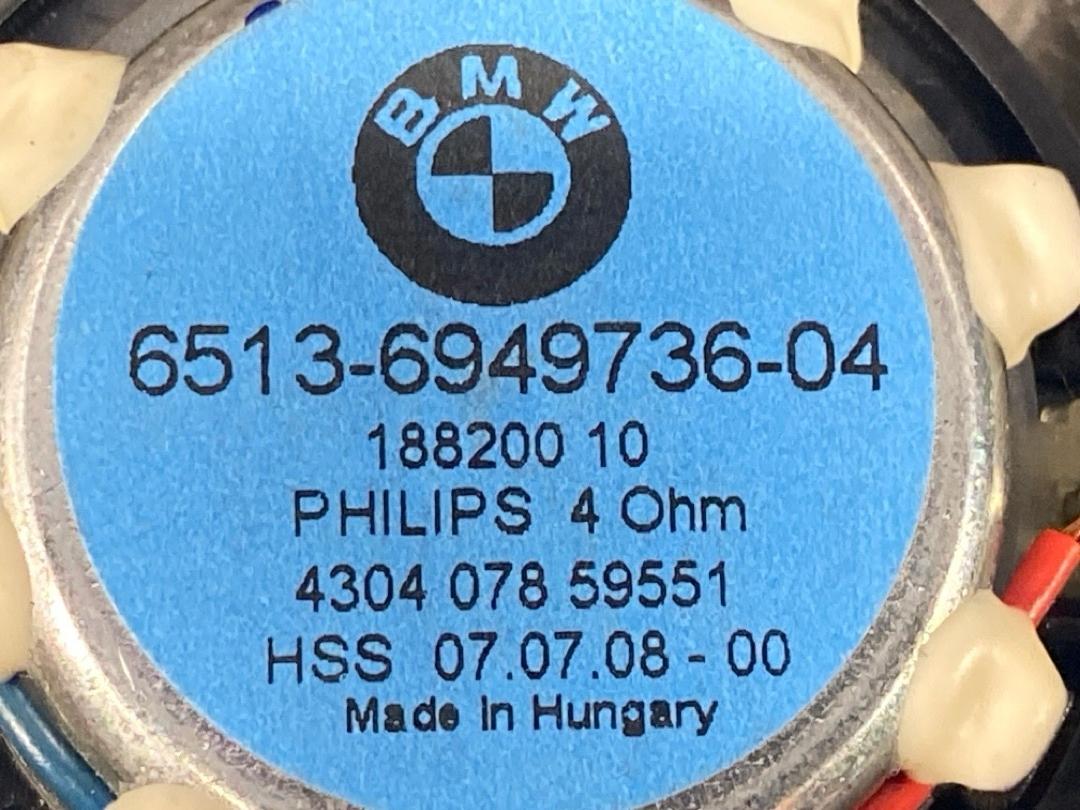 BMW
6513-6949736-04
188200 10
PHILIPS 4 Ohm
4304 078 59551
HSS 07.07.08 - 00
Made In Hungary